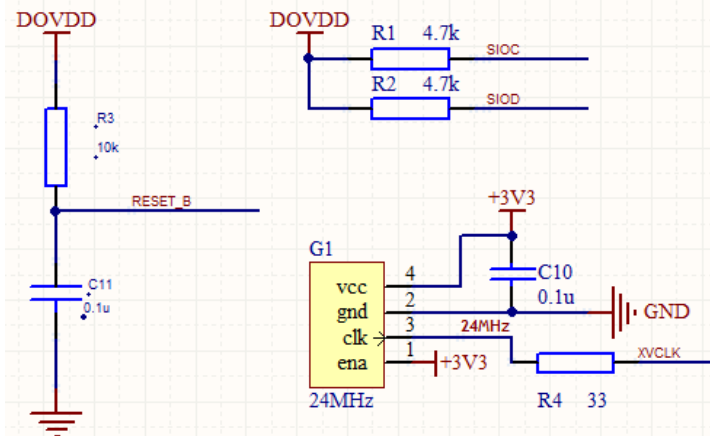 DOVDD
R3
10k
RESET_B
C11
0.1u
DOVDD
R1 4.7k
SIOC
R2 4.7k
SIOD
+3V3
G1
vcc 4
gnd 2
clk 3
ena 1
24MHz
C10
0.1u
GND
24MHz
+3V3
XVCLK
R4 33